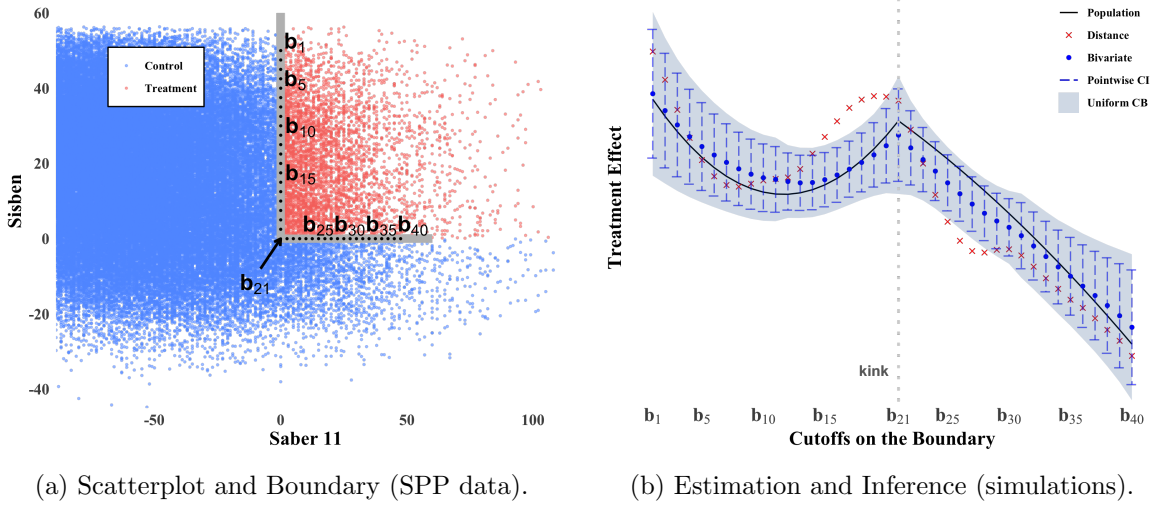 60
40
20
0
-20
-40
Sisben
Control
Treatment
b1
b5
b10
b15
b25 b30 b35 b40
b21
-50 0 50 100
Saber 11
(a) Scatterplot and Boundary (SPP data).
Treatment Effect
Population
Distance
Bivariate
Pointwise CI
Uniform CB
kink
b1 b5 b10 b15 b21 b25 b30 b35 b40
Cutoffs on the Boundary
(b) Estimation and Inference (simulations).